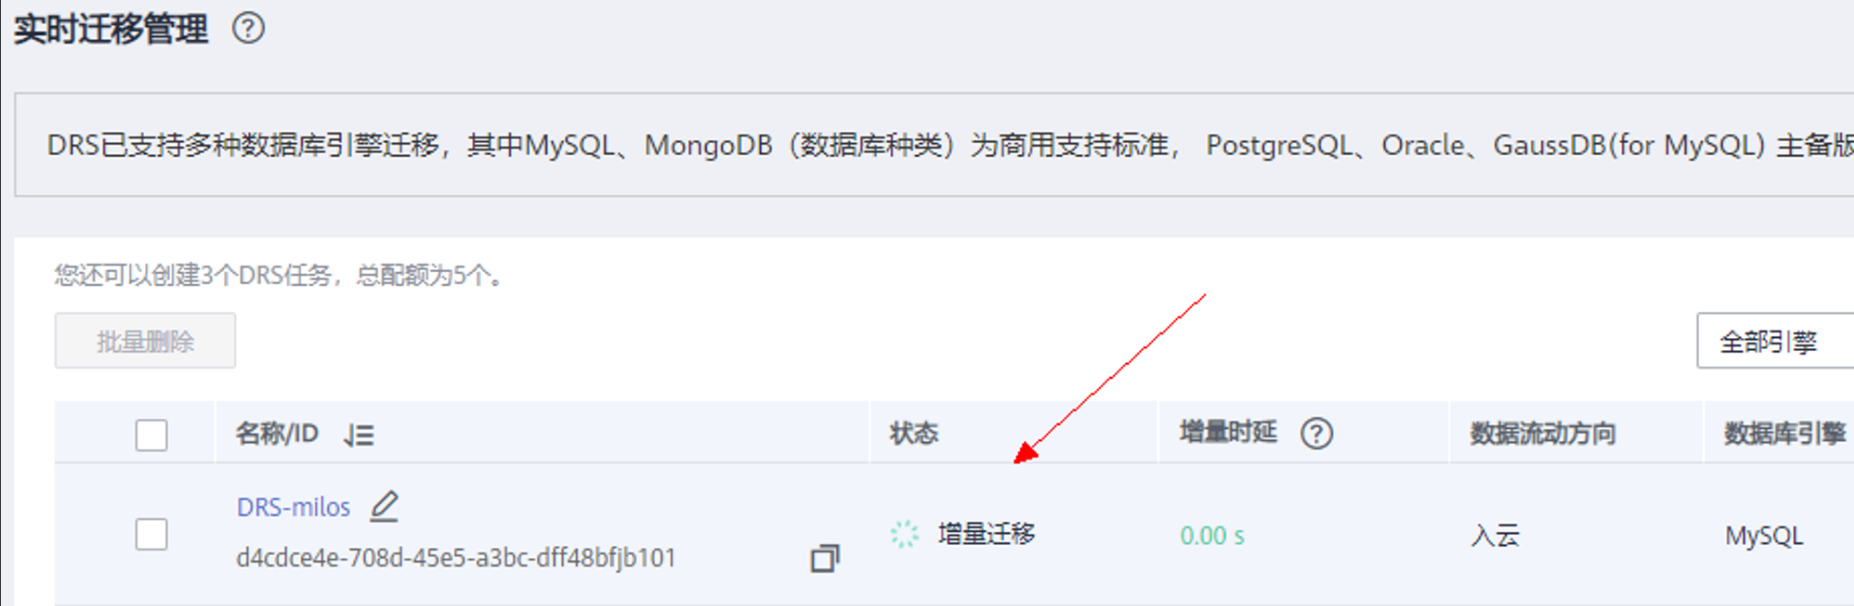 实时迁移管理 ?
DRS已支持多种数据库引擎迁移，其中MySQL、MongoDB（数据库种类）为商用支持标准， PostgreSQL、Oracle、GaussDB(for MySQL) 主备版
您还可以创建3个DRS任务，总配额为5个。
批量删除
全部引擎
名称/ID 状态 增量时延 ? 数据流动方向 数据库引擎
DRS-milos
增量迁移 0.00 s 入云 MySQL
d4cdce4e-708d-45e5-a3bc-dff48bfjb101